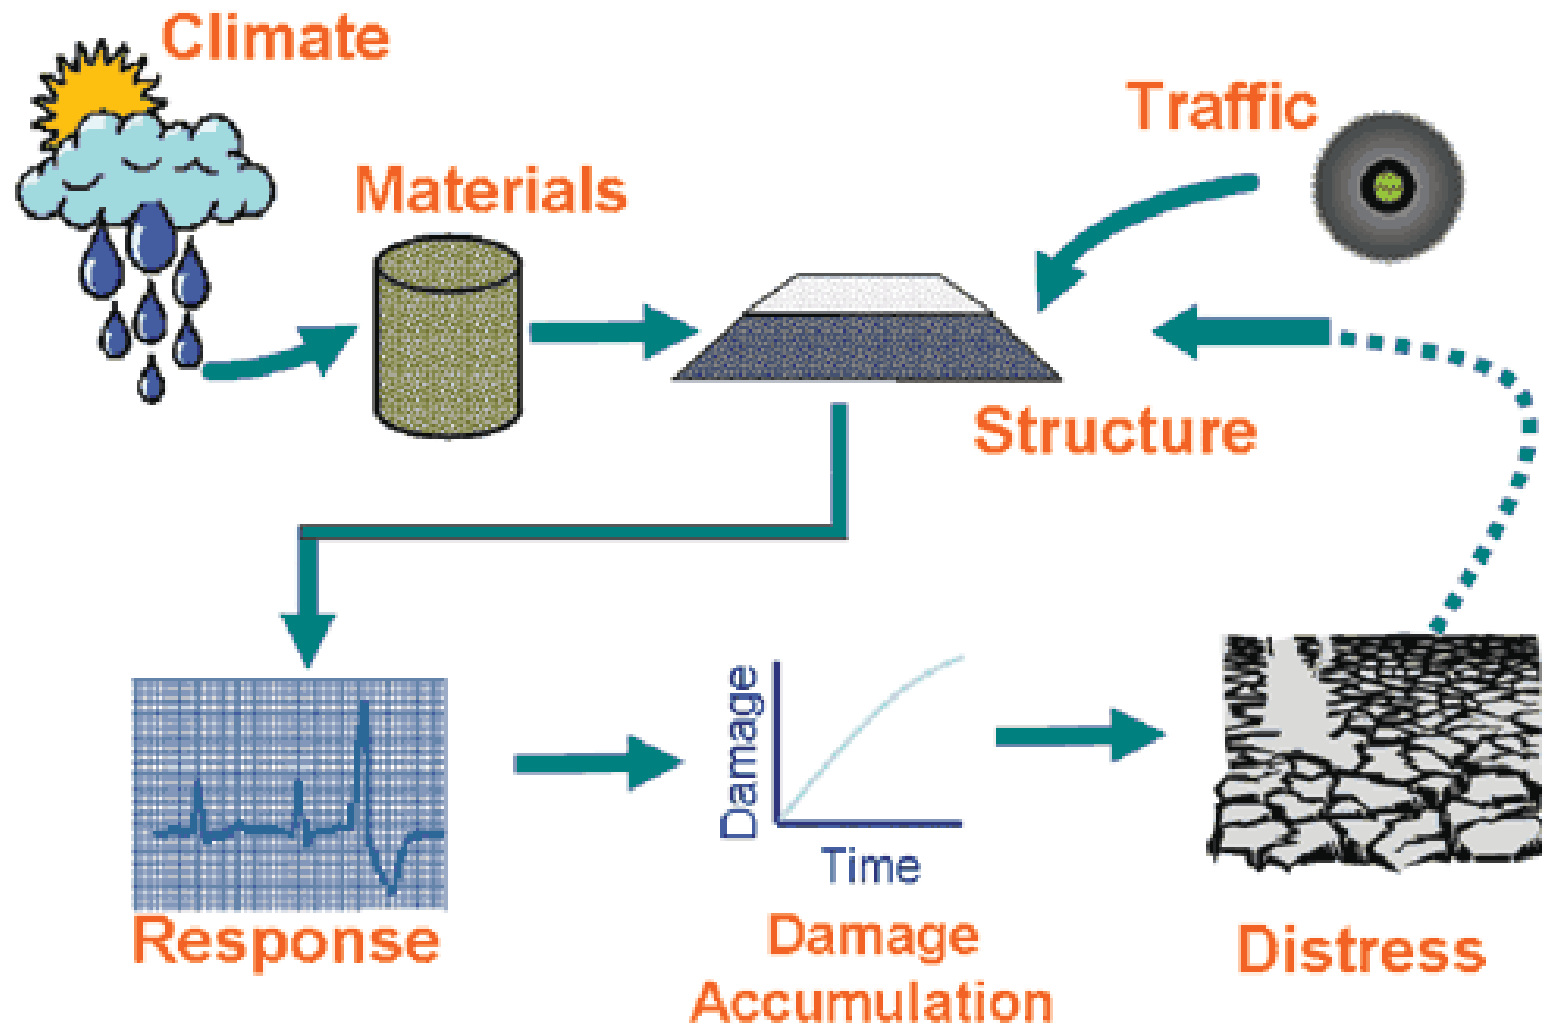 Climate
Traffic
Materials
Structure
Damage
Time
Response
Damage
Accumulation
Distress